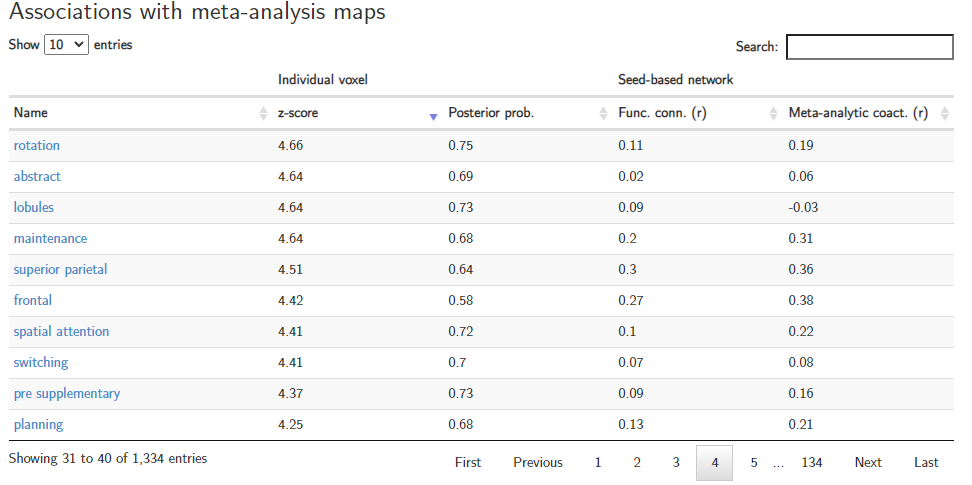 Associations with meta-analysis maps
Show 10 entries
Search:
Individual voxel Seed-based network
Name z-score Posterior prob. Func. conn. (r) Meta-analytic coact. (r)
rotation 4.66 0.75 0.11 0.19
abstract 4.64 0.69 0.02 0.06
lobules 4.64 0.73 0.09 -0.03
maintenance 4.64 0.68 0.2 0.31
superior parietal 4.51 0.64 0.3 0.36
frontal 4.42 0.58 0.27 0.38
spatial attention 4.41 0.72 0.1 0.22
switching 4.41 0.7 0.07 0.08
pre supplementary 4.37 0.73 0.09 0.16
planning 4.25 0.68 0.13 0.21
Showing 31 to 40 of 1,334 entries
First Previous 1 2 3 4 5 ... 134 Next Last